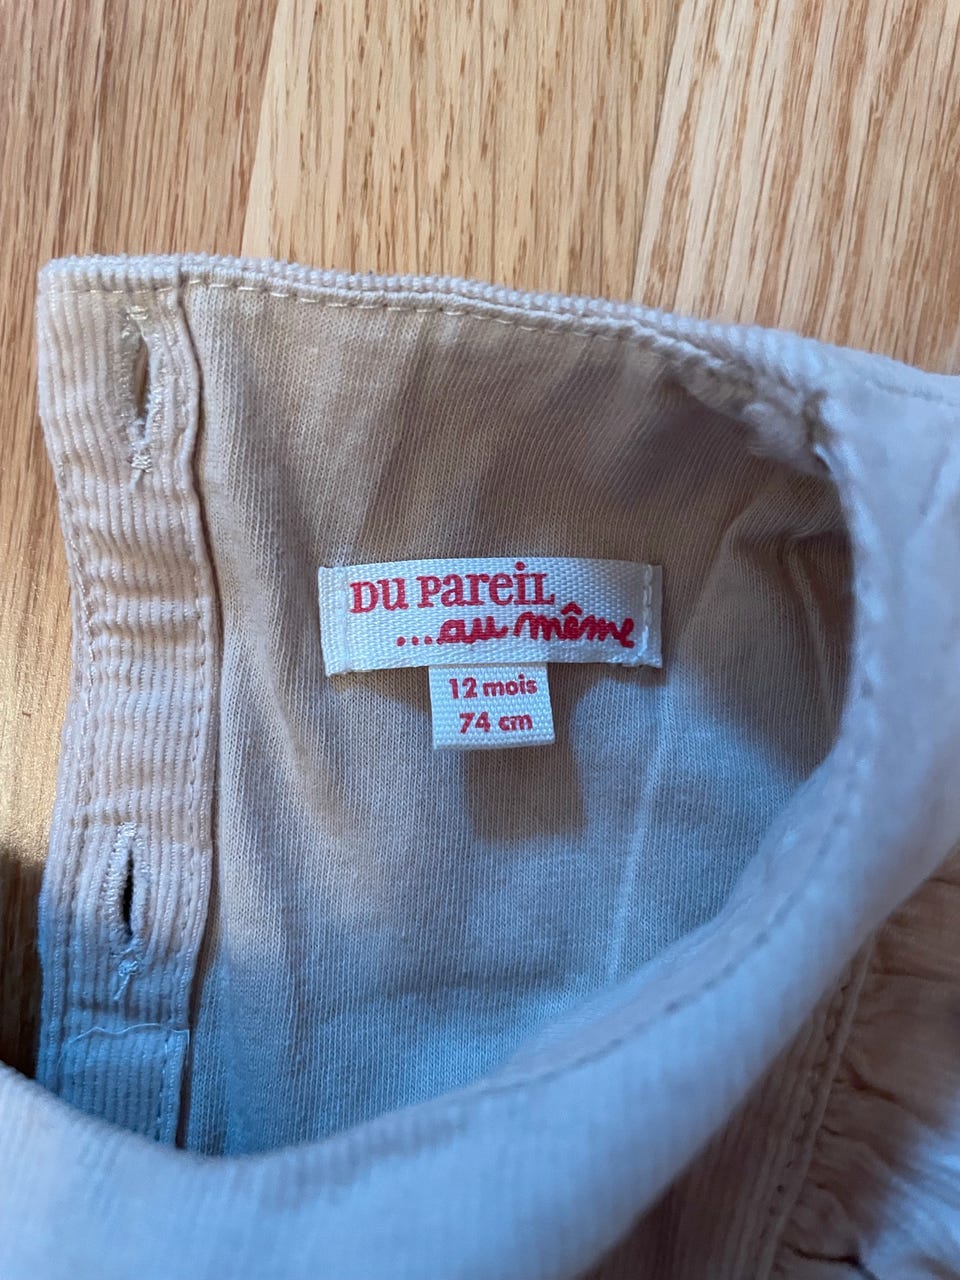 DU PAREIL
...au même
12 mois
74 cm